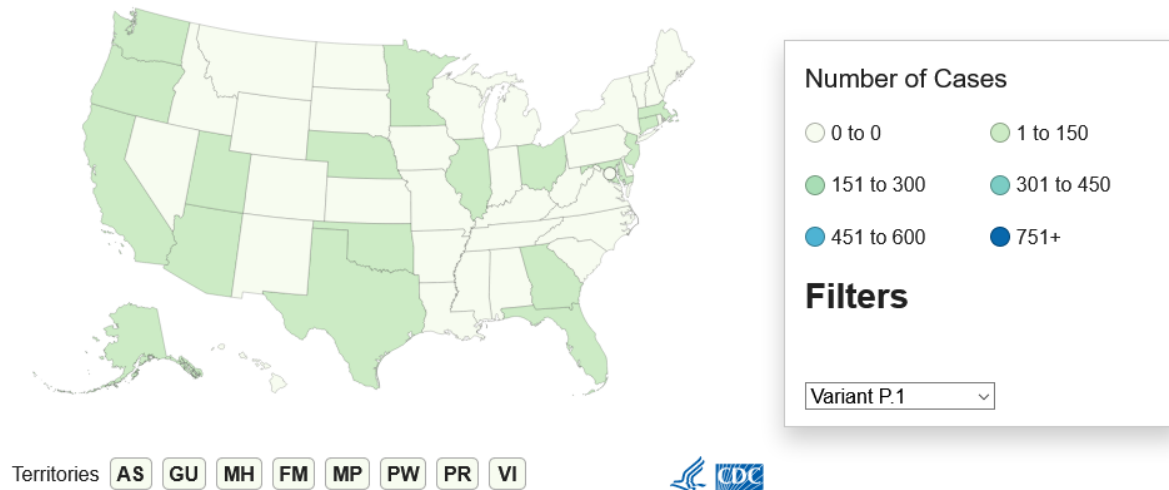 Number of Cases
0 to 0
1 to 150
151 to 300
301 to 450
451 to 600
751+
Filters
Variant P.1
Territories AS GU MH FM MP PW PR VI
CDC